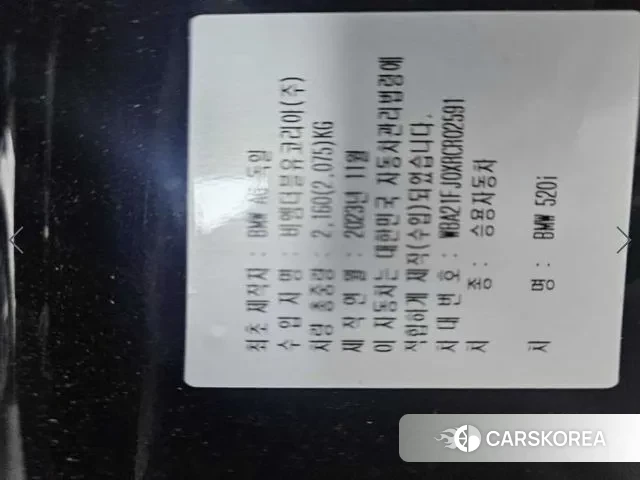 최초 제작자 : BMW AG 독일
수 입 자 명 : 비엠더블유코리아(주)
차량 총중량 : 2,160(2,075)KG
제 작 연 월 : 2023년 11월
이 자동차는 대한민국 자동차관리법령에
적합하게 제작(수입)되었습니다.
차 대 번 호 : WBA21FJ0XRCR02591
차 종 : 승용자동차
차 명 : BMW 520i
CARSKOREA